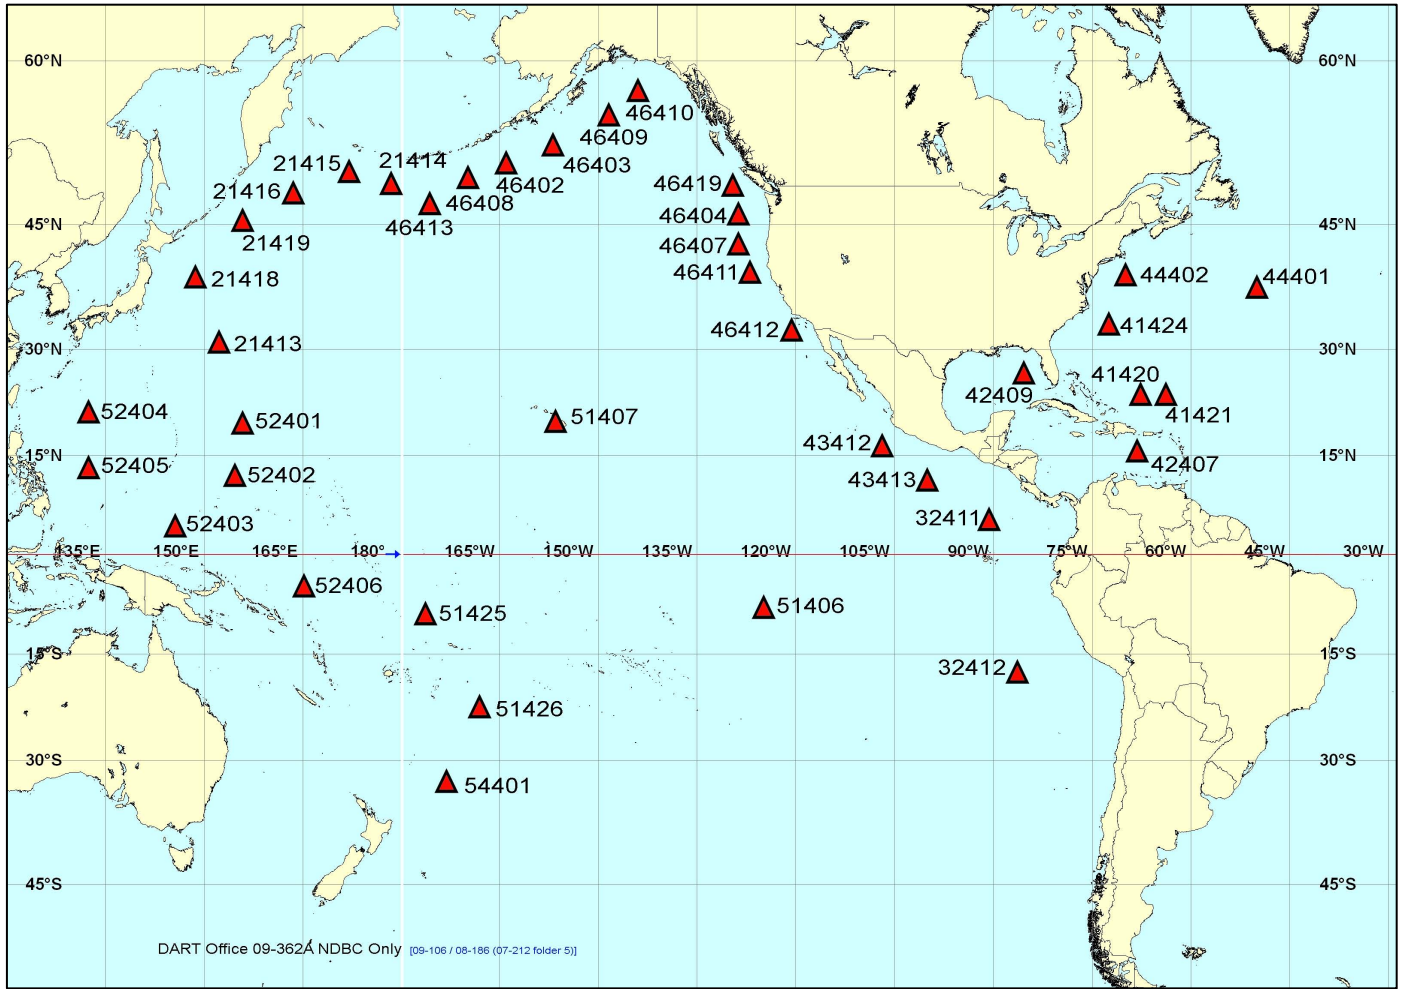 60°N 60°N
46410
46409
21415 21414 46403
21416 46402 46419
46408
45°N 46413 46404 45°N
21419 46407
21418 46411 44402 44401
46412 41424
30°N 21413 30°N
41420
42409
52404 52401 51407 41421
43412
15°N 52405 42407 15°N
52402 43413
52403 32411
135°E 150°E 165°E 180° 165°W 150°W 135°W 120°W 105°W 90°W 75°W 60°W 45°W 30°W
52406
51425 51406
15°S 15°S
32412
51426
30°S 30°S
54401
45°S 45°S
DART Office 09-362A NDBC Only [09-106 / 08-186 (07-212 folder 5)]